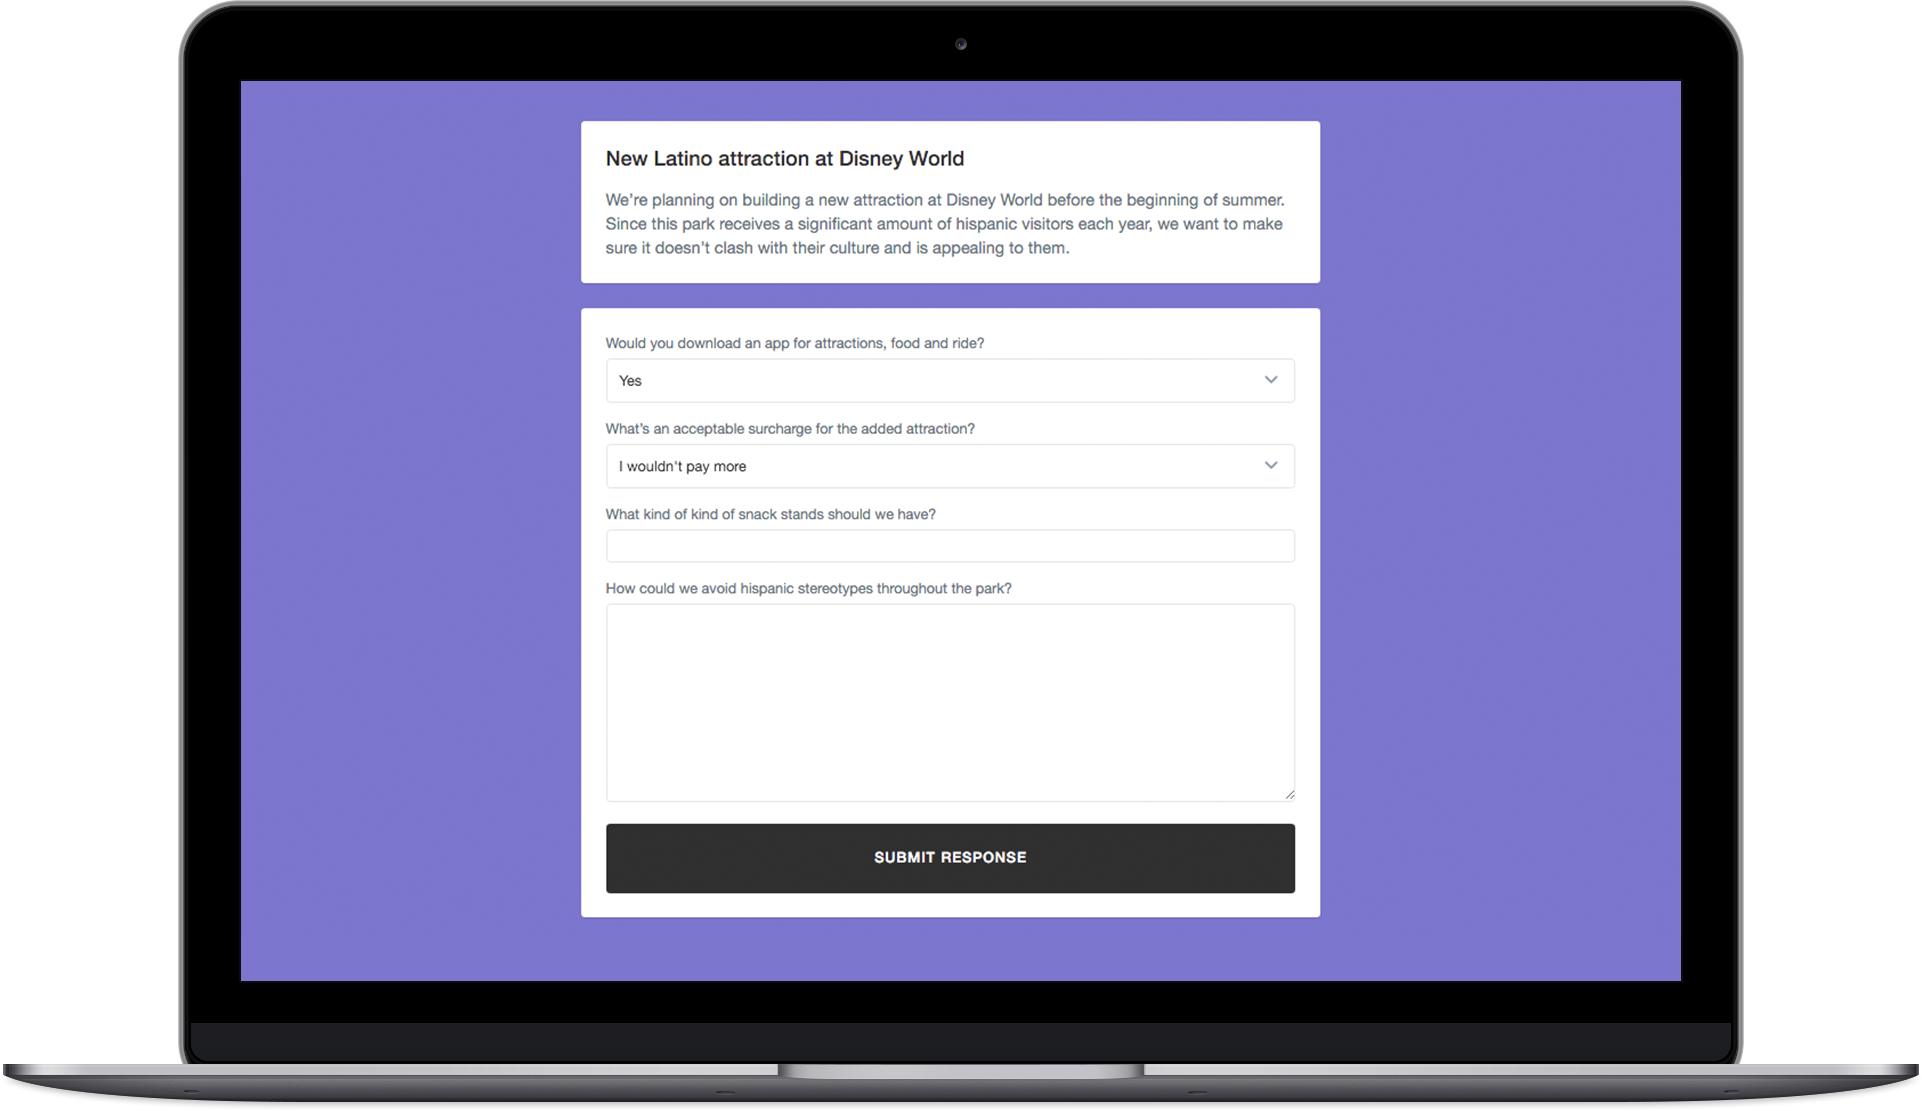 New Latino attraction at Disney World
We're planning on building a new attraction at Disney World before the beginning of summer.
Since this park receives a significant amount of hispanic visitors each year, we want to make
sure it doesn't clash with their culture and is appealing to them.
Would you download an app for attractions, food and ride?
Yes
What's an acceptable surcharge for the added attraction?
I wouldn't pay more
What kind of kind of snack stands should we have?
How could we avoid hispanic stereotypes throughout the park?
SUBMIT RESPONSE